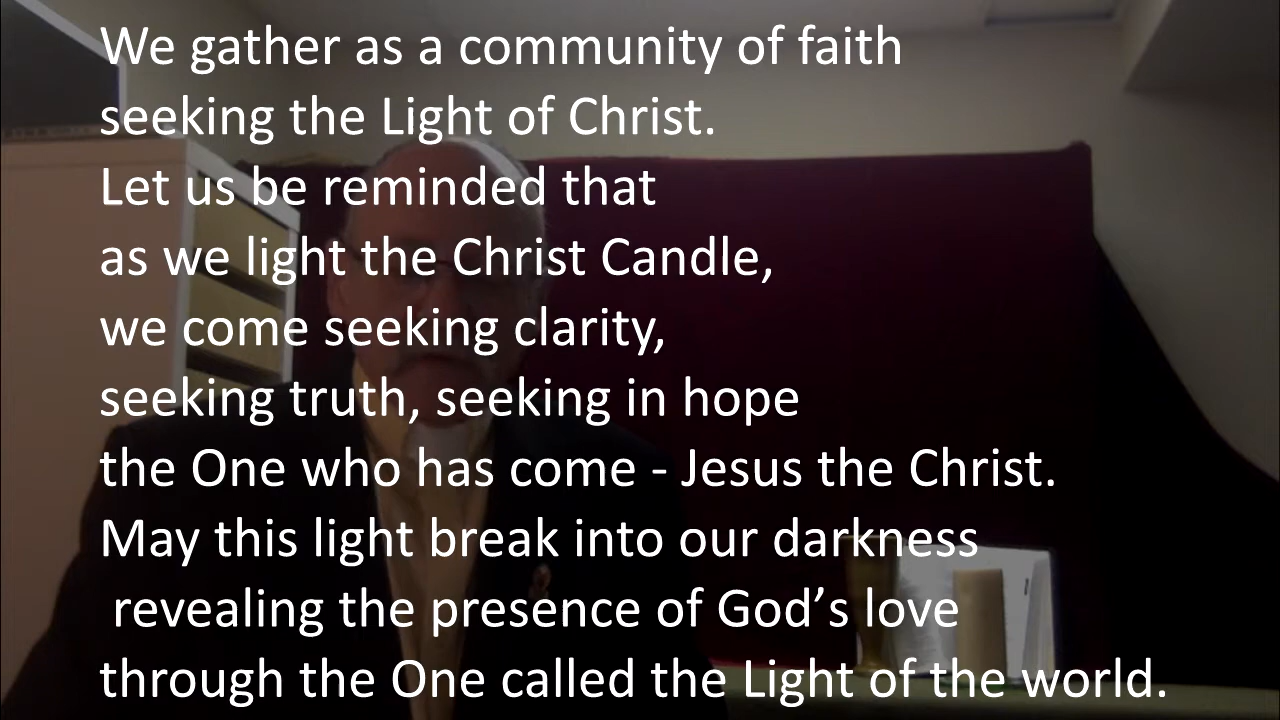 We gather as a community of faith
seeking the Light of Christ.
Let us be reminded that
as we light the Christ Candle,
we come seeking clarity,
seeking truth, seeking in hope
the One who has come - Jesus the Christ.
May this light break into our darkness
revealing the presence of God’s love
through the One called the Light of the world.